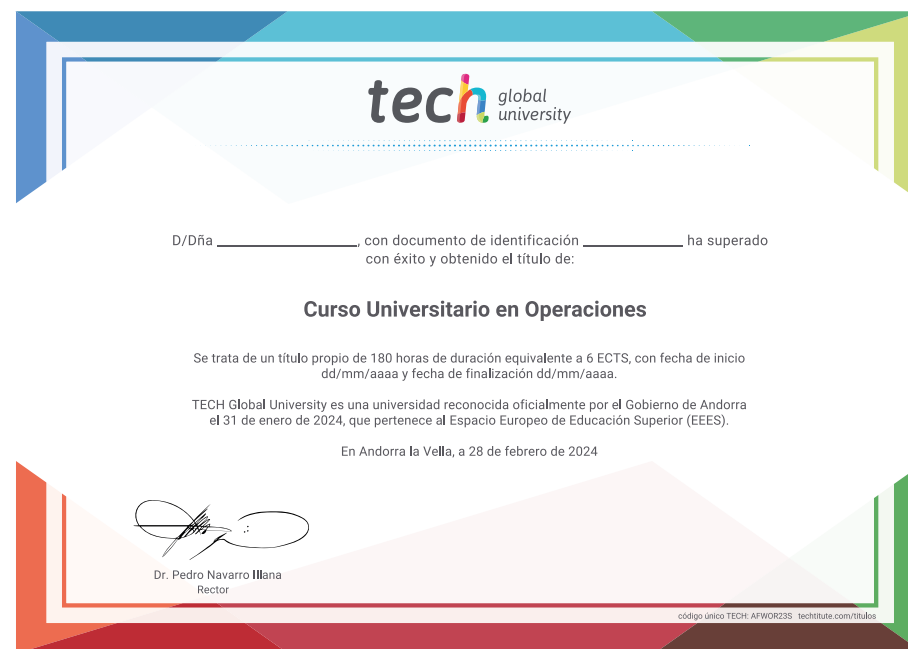 tech global university
D/Dña ____________________, con documento de identificación ______________ ha superado
con éxito y obtenido el título de:
Curso Universitario en Operaciones
Se trata de un título propio de 180 horas de duración equivalente a 6 ECTS, con fecha de inicio
dd/mm/aaaa y fecha de finalización dd/mm/aaaa.
TECH Global University es una universidad reconocida oficialmente por el Gobierno de Andorra
el 31 de enero de 2024, que pertenece al Espacio Europeo de Educación Superior (EEES).
En Andorra la Vella, a 28 de febrero de 2024
Dr. Pedro Navarro Illana
Rector
código único TECH: AFWOR23S techtitute.com/titulos